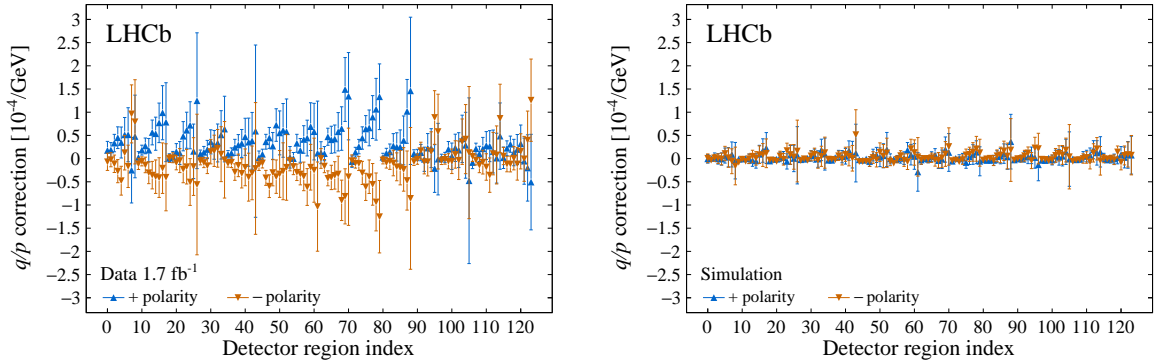 LHCb
q/p correction [10⁻⁴/GeV]
3
2.5
2
1.5
1
0.5
0
−0.5
−1
−1.5
−2
−2.5
−3
Data 1.7 fb⁻¹
+ polarity − polarity
0 10 20 30 40 50 60 70 80 90 100 110 120
Detector region index
LHCb
q/p correction [10⁻⁴/GeV]
3
2.5
2
1.5
1
0.5
0
−0.5
−1
−1.5
−2
−2.5
−3
Simulation
+ polarity − polarity
0 10 20 30 40 50 60 70 80 90 100 110 120
Detector region index